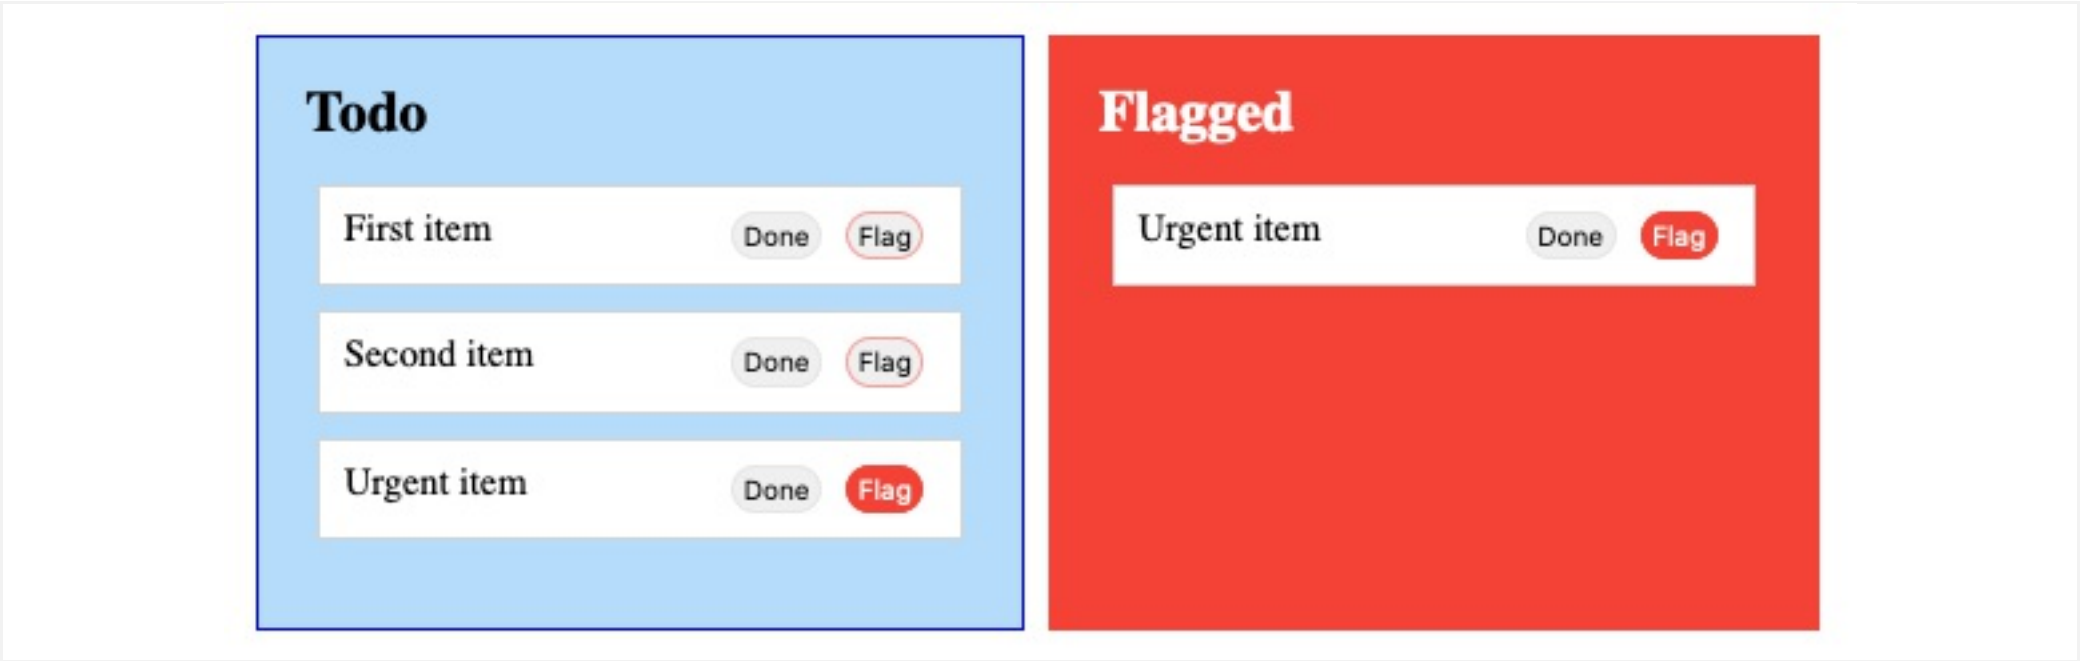 Todo
First item Done Flag
Second item Done Flag
Urgent item Done Flag
Flagged
Urgent item Done Flag